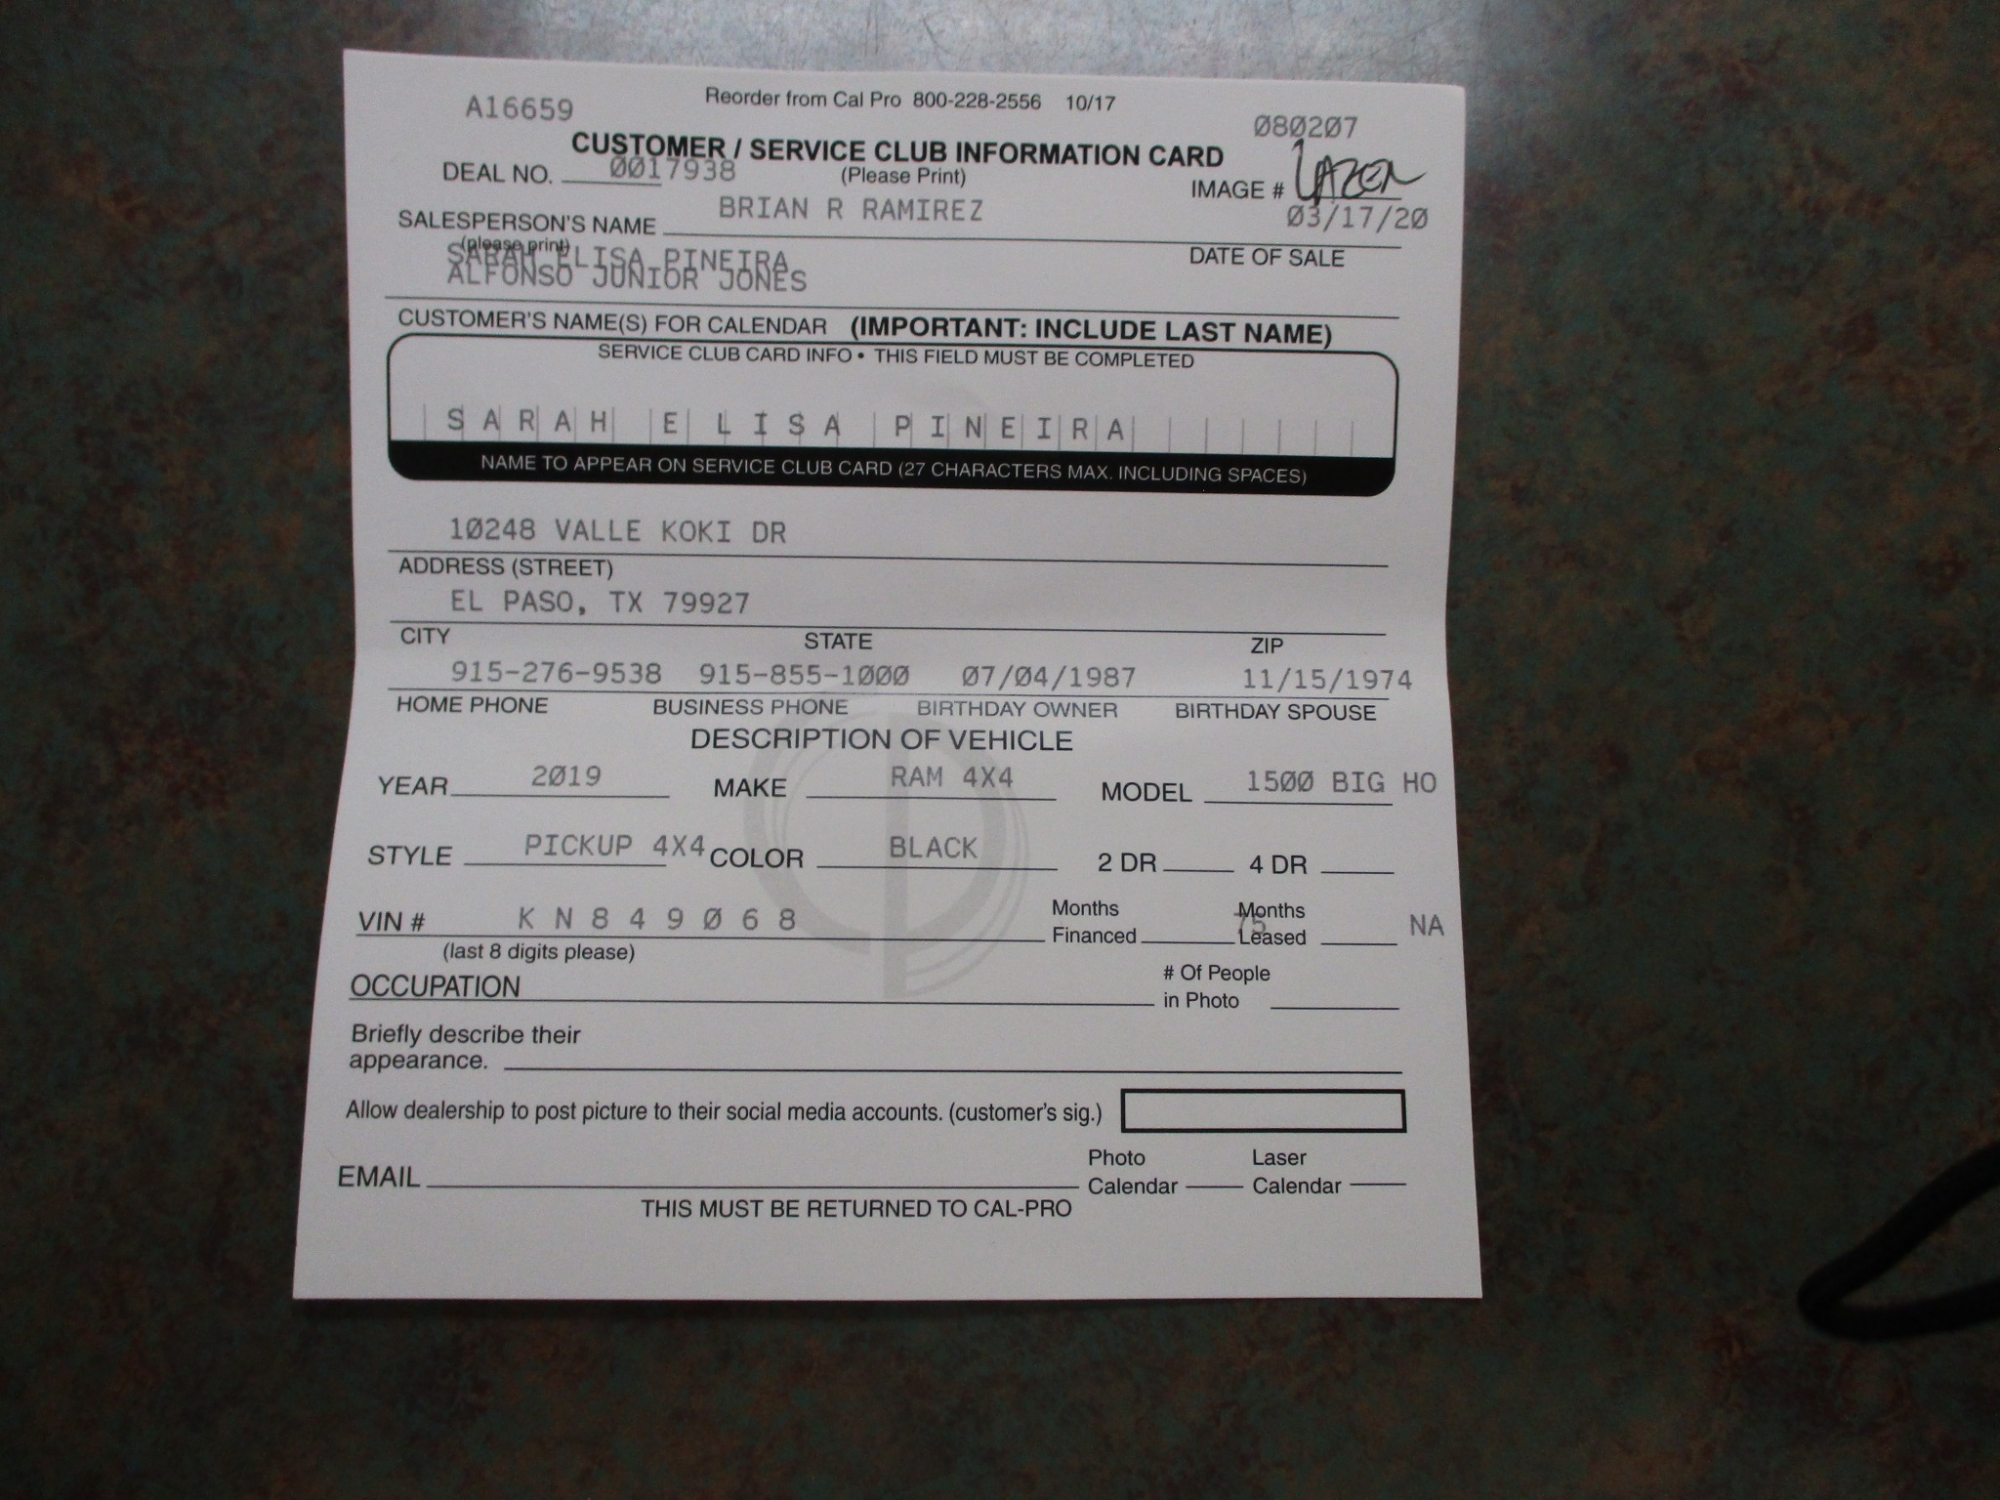 Reorder from Cal Pro 800-228-2556 10/17
A16659 080207
CUSTOMER / SERVICE CLUB INFORMATION CARD
DEAL NO. 0017938 (Please Print) IMAGE # LAZER
SALESPERSON'S NAME BRIAN R RAMIREZ 03/17/20
(please print) DATE OF SALE
SARAH ELISA PINEIRA
ALFONSO JUNIOR JONES
CUSTOMER'S NAME(S) FOR CALENDAR (IMPORTANT: INCLUDE LAST NAME)
SERVICE CLUB CARD INFO • THIS FIELD MUST BE COMPLETED
SARAH ELISA PINEIRA
NAME TO APPEAR ON SERVICE CLUB CARD (27 CHARACTERS MAX. INCLUDING SPACES)
10248 VALLE KOKI DR
ADDRESS (STREET)
EL PASO, TX 79927
CITY STATE ZIP
915-276-9538 915-855-1000 07/04/1987 11/15/1974
HOME PHONE BUSINESS PHONE BIRTHDAY OWNER BIRTHDAY SPOUSE
DESCRIPTION OF VEHICLE
YEAR 2019 MAKE RAM 4X4 MODEL 1500 BIG HO
STYLE PICKUP 4X4 COLOR BLACK 2 DR 4 DR
VIN # KN849068 Months Financed 75 Months Leased NA
(last 8 digits please)
OCCUPATION # Of People in Photo
Briefly describe their
appearance.
Allow dealership to post picture to their social media accounts. (customer's sig.)
EMAIL Photo Calendar Laser Calendar
THIS MUST BE RETURNED TO CAL-PRO